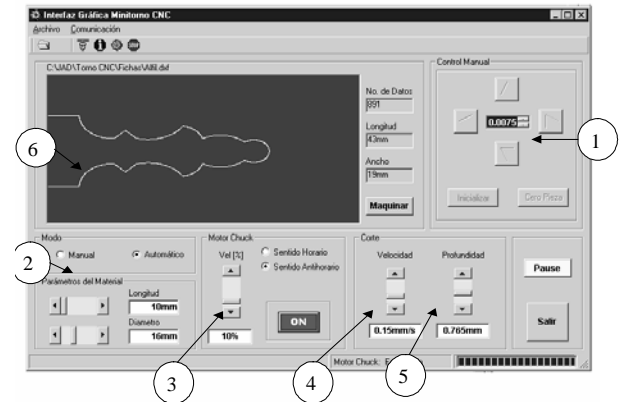 Interfaz Gráfica Minitorno CNC
Archivo Comunicación
C:\JAD\Torno CNC\Fichas\Alfil.dxf
No. de Datos
891
Longitud
43mm
Ancho
19mm
Maquinar
Control Manual
0.0075
1
Inicializar
Cero Pieza
6
Modo
Manual
Automático
2
Parámetros del Material
Longitud
10mm
Diametro
16mm
Motor Chuck
Vel [%]
10%
Sentido Horario
Sentido Antihorario
ON
3
Corte
Velocidad
0.15mm/s
Profundidad
0.765mm
4
5
Pause
Salir
Motor Chuck: